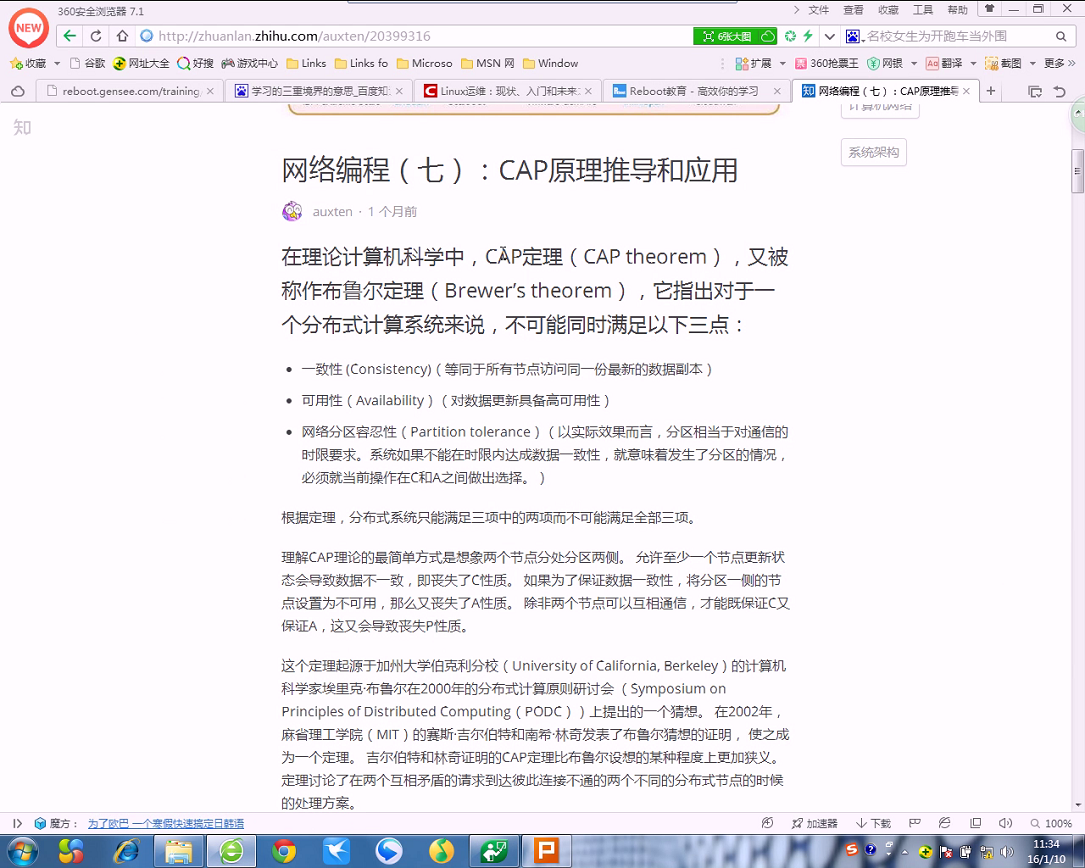 360安全浏览器 7.1
文件 查看 收藏 工具 帮助
NEW
http://zhuanlan.zhihu.com/auxten/20399316
6张大图
名校女生为开跑车当外围
收藏 谷歌 网址大全 好搜 游戏中心 Links Links fo Microso MSN 网 Window
扩展 360抢票王 网银 翻译 截图 更多 »
reboot.gensee.com/training
学习的三重境界的意思_百度知
Linux运维：现状、入门和未来
Reboot教育 - 高效你的学习
网络编程（七）：CAP原理推导
知
计算机网络
系统架构
网络编程（七）：CAP原理推导和应用
auxten · 1 个月前
在理论计算机科学中，CAP定理（CAP theorem），又被
称作布鲁尔定理（Brewer’s theorem），它指出对于一
个分布式计算系统来说，不可能同时满足以下三点：
• 一致性 (Consistency)（等同于所有节点访问同一份最新的数据副本）
• 可用性（Availability）（对数据更新具备高可用性）
• 网络分区容忍性（Partition tolerance）（以实际效果而言，分区相当于对通信的
时限要求。系统如果不能在时限内达成数据一致性，就意味着发生了分区的情况，
必须就当前操作在C和A之间做出选择。）
根据定理，分布式系统只能满足三项中的两项而不可能满足全部三项。
理解CAP理论的最简单方式是想象两个节点分处分区两侧。 允许至少一个节点更新状
态会导致数据不一致，即丧失了C性质。 如果为了保证数据一致性，将分区一侧的节
点设置为不可用，那么又丧失了A性质。 除非两个节点可以互相通信，才能既保证C又
保证A，这又会导致丧失P性质。
这个定理起源于加州大学伯克利分校（University of California, Berkeley）的计算机
科学家埃里克·布鲁尔在2000年的分布式计算原则研讨会 （Symposium on
Principles of Distributed Computing（PODC））上提出的一个猜想。 在2002年，
麻省理工学院（MIT）的赛斯·吉尔伯特和南希·林奇发表了布鲁尔猜想的证明， 使之成
为一个定理。 吉尔伯特和林奇证明的CAP定理比布鲁尔设想的某种程度上更加狭义。
定理讨论了在两个互相矛盾的请求到达彼此连接不通的两个不同的分布式节点的时候
的处理方案。
魔方： 为了欧巴 一个寒假快速搞定日韩语
加速器 下载 100%
11:34
16/1/10